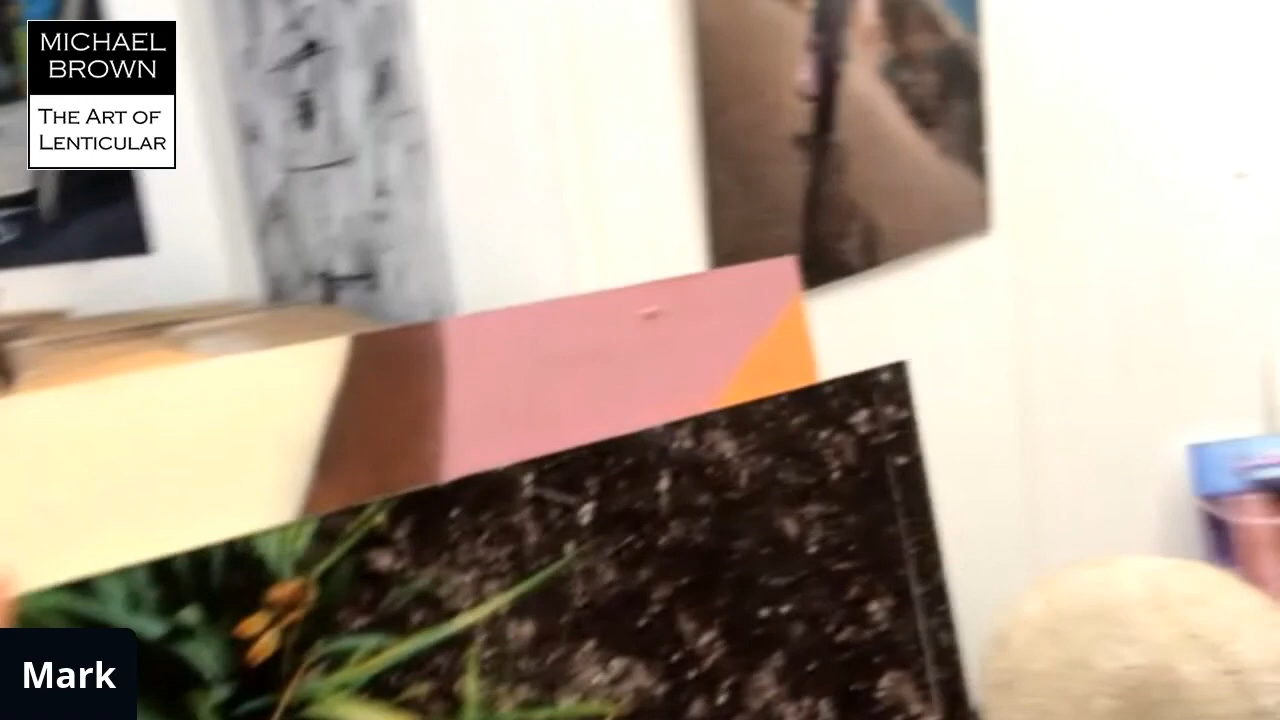 MICHAEL
BROWN
THE ART OF
LENTICULAR
Mark